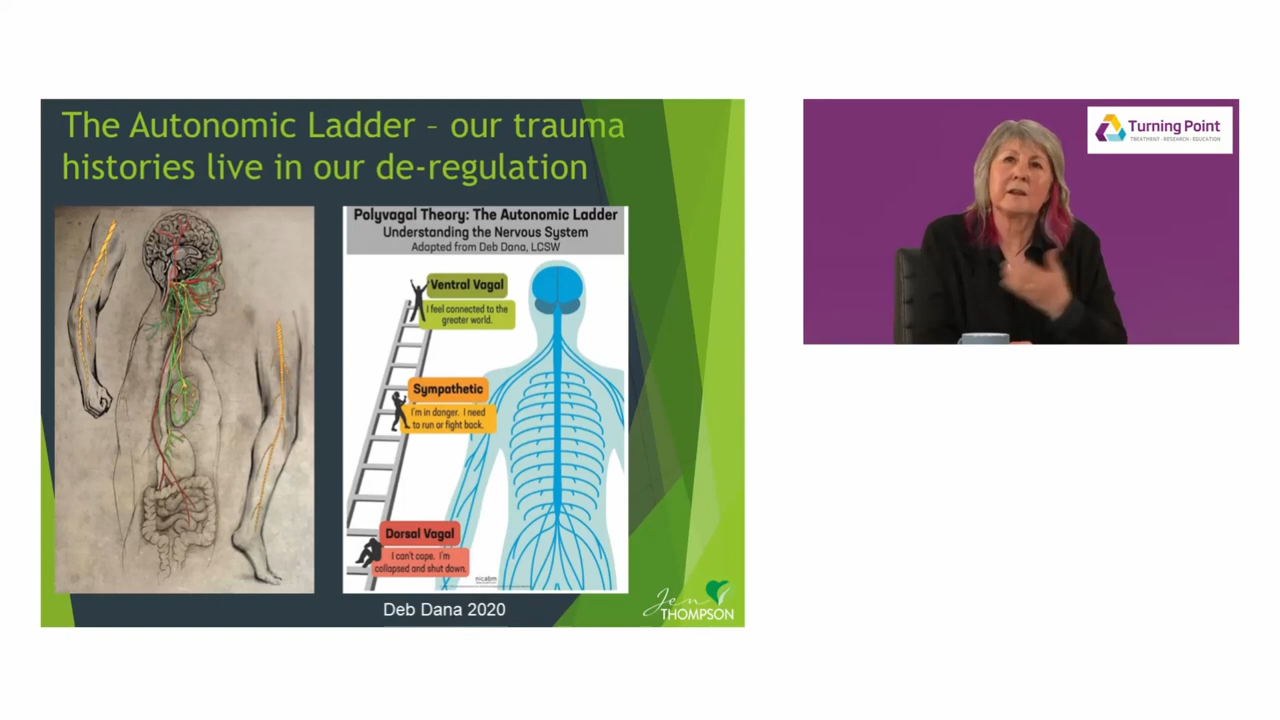 The Autonomic Ladder – our trauma
histories live in our de-regulation
Polyvagal Theory: The Autonomic Ladder
Understanding the Nervous System
Adapted from Deb Dana, LCSW
Ventral Vagal
I feel connected to the
greater world.
Sympathetic
I'm in danger. I need
to run or fight back.
Dorsal Vagal
I can't cope. I'm
collapsed and shut down.
nicabm
Deb Dana 2020
Jen
THOMPSON
Turning Point
TREATMENT · RESEARCH · EDUCATION